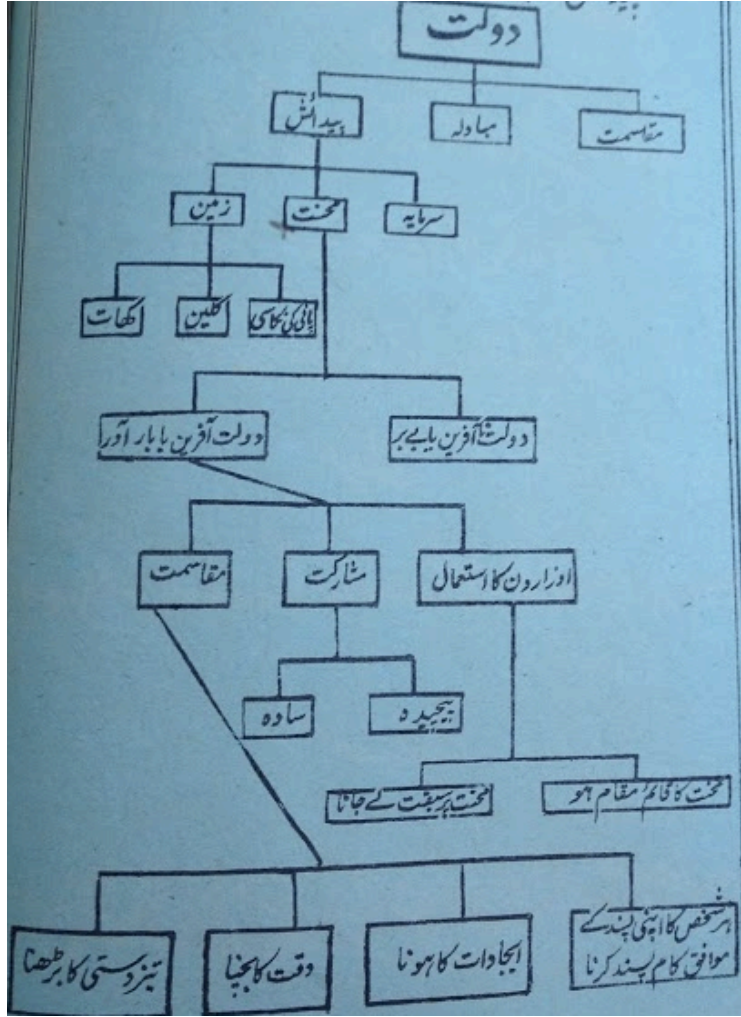 دولت
مقاسمت
مبادلہ
پیدائش
سرمایہ
محنت
زمین
پانی کی نکاسی
کلین
کھات
دولت ناآفرین یا بے بر
دولت آفرین یا بار آور
اوزارون کا استعمال
مشارکت
مقاسمت
پیچیدہ
سادہ
محنت کا قائم مقام ہو
محنت پر سبقت لے جانا
ہر شخص کا اپنی پسند کے
موافق کام پسند کرنا
ایجادات کا ہونا
وقت کا بچنا
تیز دستی کا بڑھنا